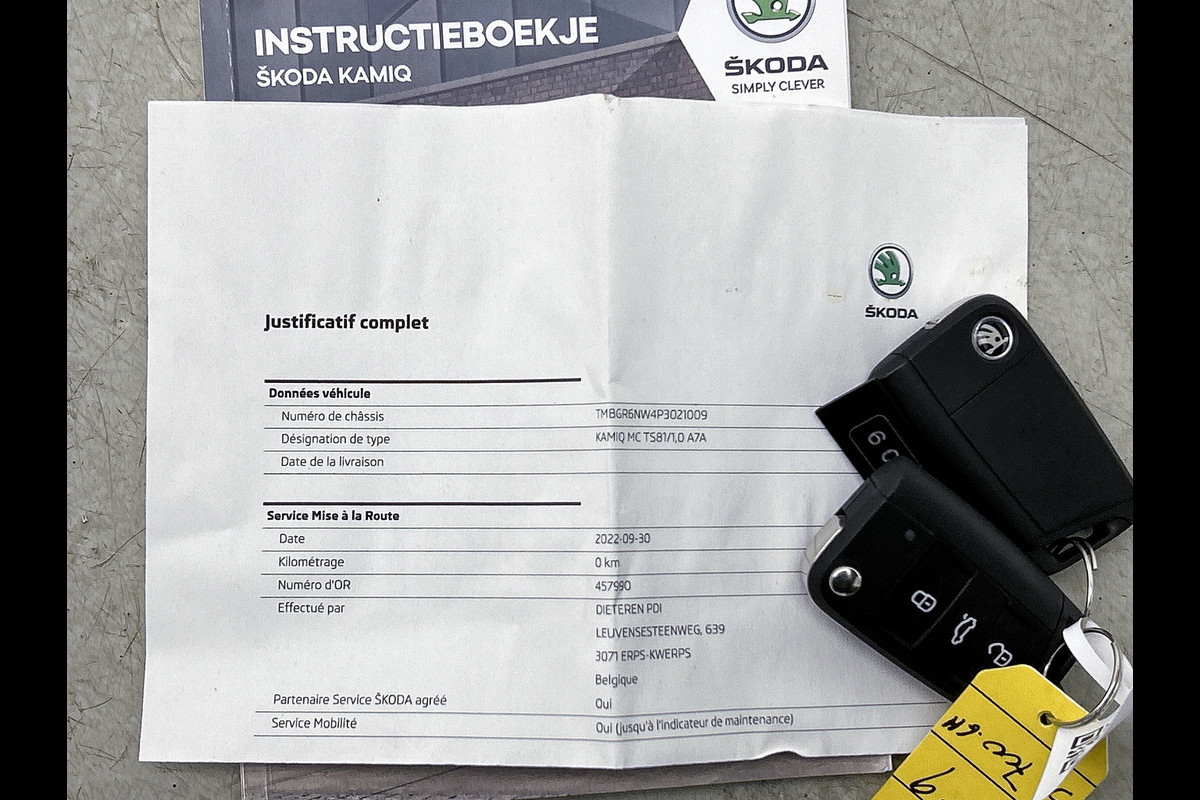 INSTRUCTIEBOEKJE
ŠKODA KAMIQ
ŠKODA
SIMPLY CLEVER
ŠKODA
Justificatif complet
Données véhicule
Numéro de châssis TMBGR6NW4P3021009
Désignation de type KAMIQ MC TS81/1,0 A7A
Date de la livraison
Service Mise à la Route
Date 2022-09-30
Kilométrage 0 km
Numéro d'OR 457990
Effectué par DIETEREN PDI
LEUVENSESTEENWEG, 639
3071 ERPS-KWERPS
Belgique
Partenaire Service ŠKODA agréé Oui
Service Mobilité Oui (jusqu'à l'indicateur de maintenance)